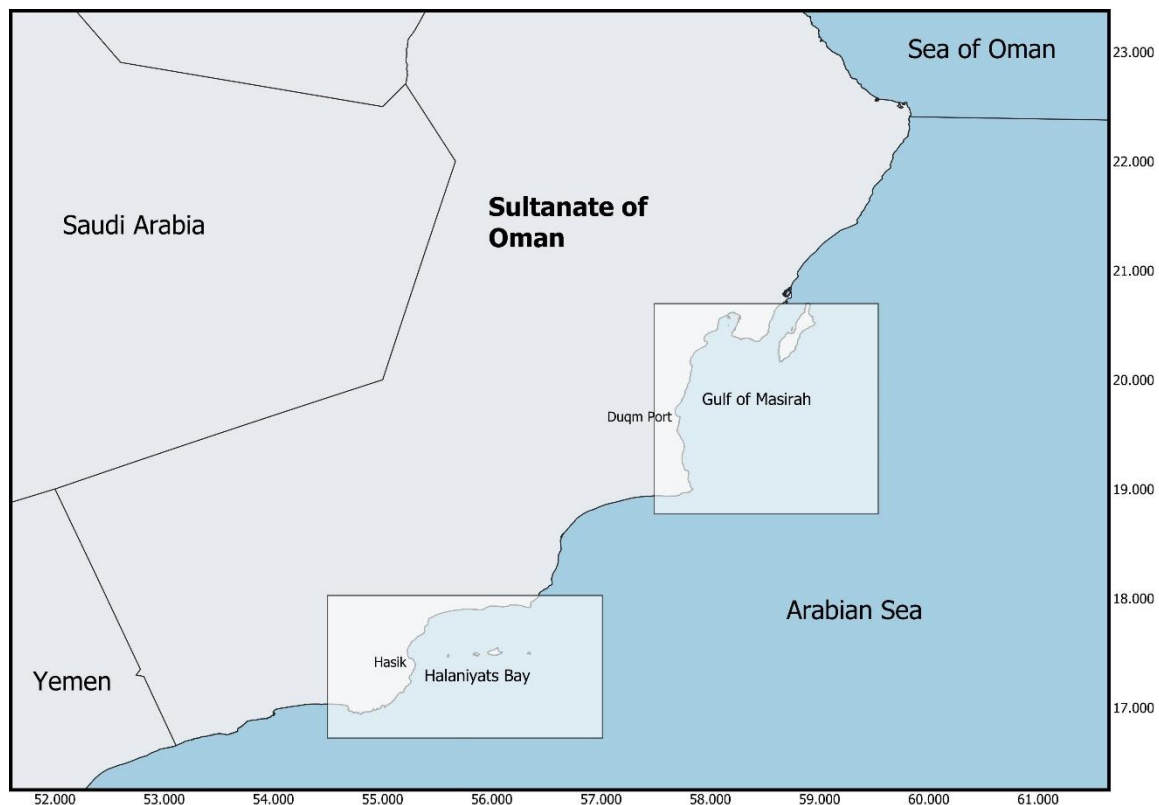 Sea of Oman
23.000
22.000
Saudi Arabia
Sultanate of
Oman
21.000
20.000
Gulf of Masirah
Duqm Port
19.000
18.000
Arabian Sea
Hasik
Halaniyats Bay
Yemen
17.000
52.000 53.000 54.000 55.000 56.000 57.000 58.000 59.000 60.000 61.000